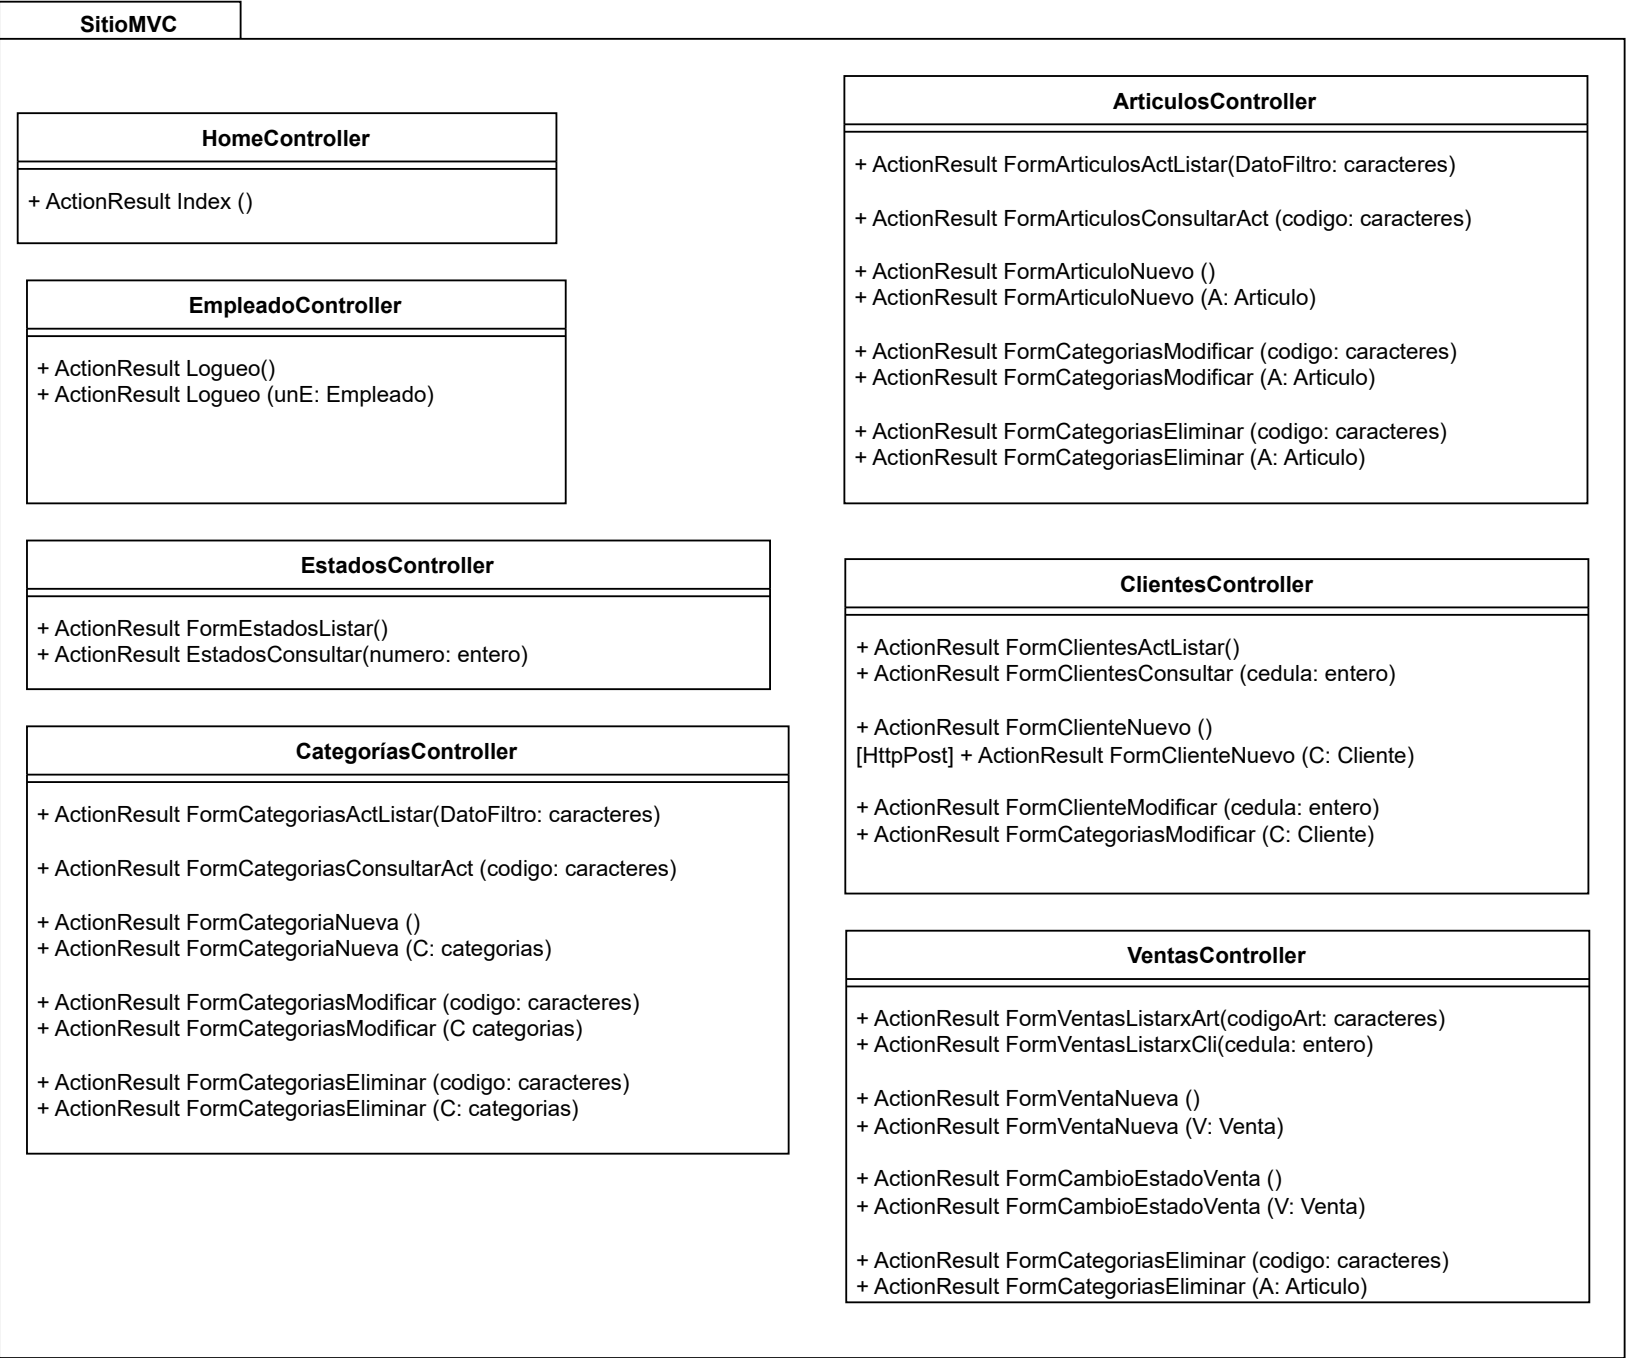 SitioMVC
HomeController
+ ActionResult Index ()
EmpleadoController
+ ActionResult Logueo()
+ ActionResult Logueo (unE: Empleado)
EstadosController
+ ActionResult FormEstadosListar()
+ ActionResult EstadosConsultar(numero: entero)
CategoríasController
+ ActionResult FormCategoriasActListar(DatoFiltro: caracteres)
+ ActionResult FormCategoriasConsultarAct (codigo: caracteres)
+ ActionResult FormCategoriaNueva ()
+ ActionResult FormCategoriaNueva (C: categorias)
+ ActionResult FormCategoriasModificar (codigo: caracteres)
+ ActionResult FormCategoriasModificar (C categorias)
+ ActionResult FormCategoriasEliminar (codigo: caracteres)
+ ActionResult FormCategoriasEliminar (C: categorias)
ArticulosController
+ ActionResult FormArticulosActListar(DatoFiltro: caracteres)
+ ActionResult FormArticulosConsultarAct (codigo: caracteres)
+ ActionResult FormArticuloNuevo ()
+ ActionResult FormArticuloNuevo (A: Articulo)
+ ActionResult FormCategoriasModificar (codigo: caracteres)
+ ActionResult FormCategoriasModificar (A: Articulo)
+ ActionResult FormCategoriasEliminar (codigo: caracteres)
+ ActionResult FormCategoriasEliminar (A: Articulo)
ClientesController
+ ActionResult FormClientesActListar()
+ ActionResult FormClientesConsultar (cedula: entero)
+ ActionResult FormClienteNuevo ()
[HttpPost] + ActionResult FormClienteNuevo (C: Cliente)
+ ActionResult FormClienteModificar (cedula: entero)
+ ActionResult FormCategoriasModificar (C: Cliente)
VentasController
+ ActionResult FormVentasListarxArt(codigoArt: caracteres)
+ ActionResult FormVentasListarxCli(cedula: entero)
+ ActionResult FormVentaNueva ()
+ ActionResult FormVentaNueva (V: Venta)
+ ActionResult FormCambioEstadoVenta ()
+ ActionResult FormCambioEstadoVenta (V: Venta)
+ ActionResult FormCategoriasEliminar (codigo: caracteres)
+ ActionResult FormCategoriasEliminar (A: Articulo)